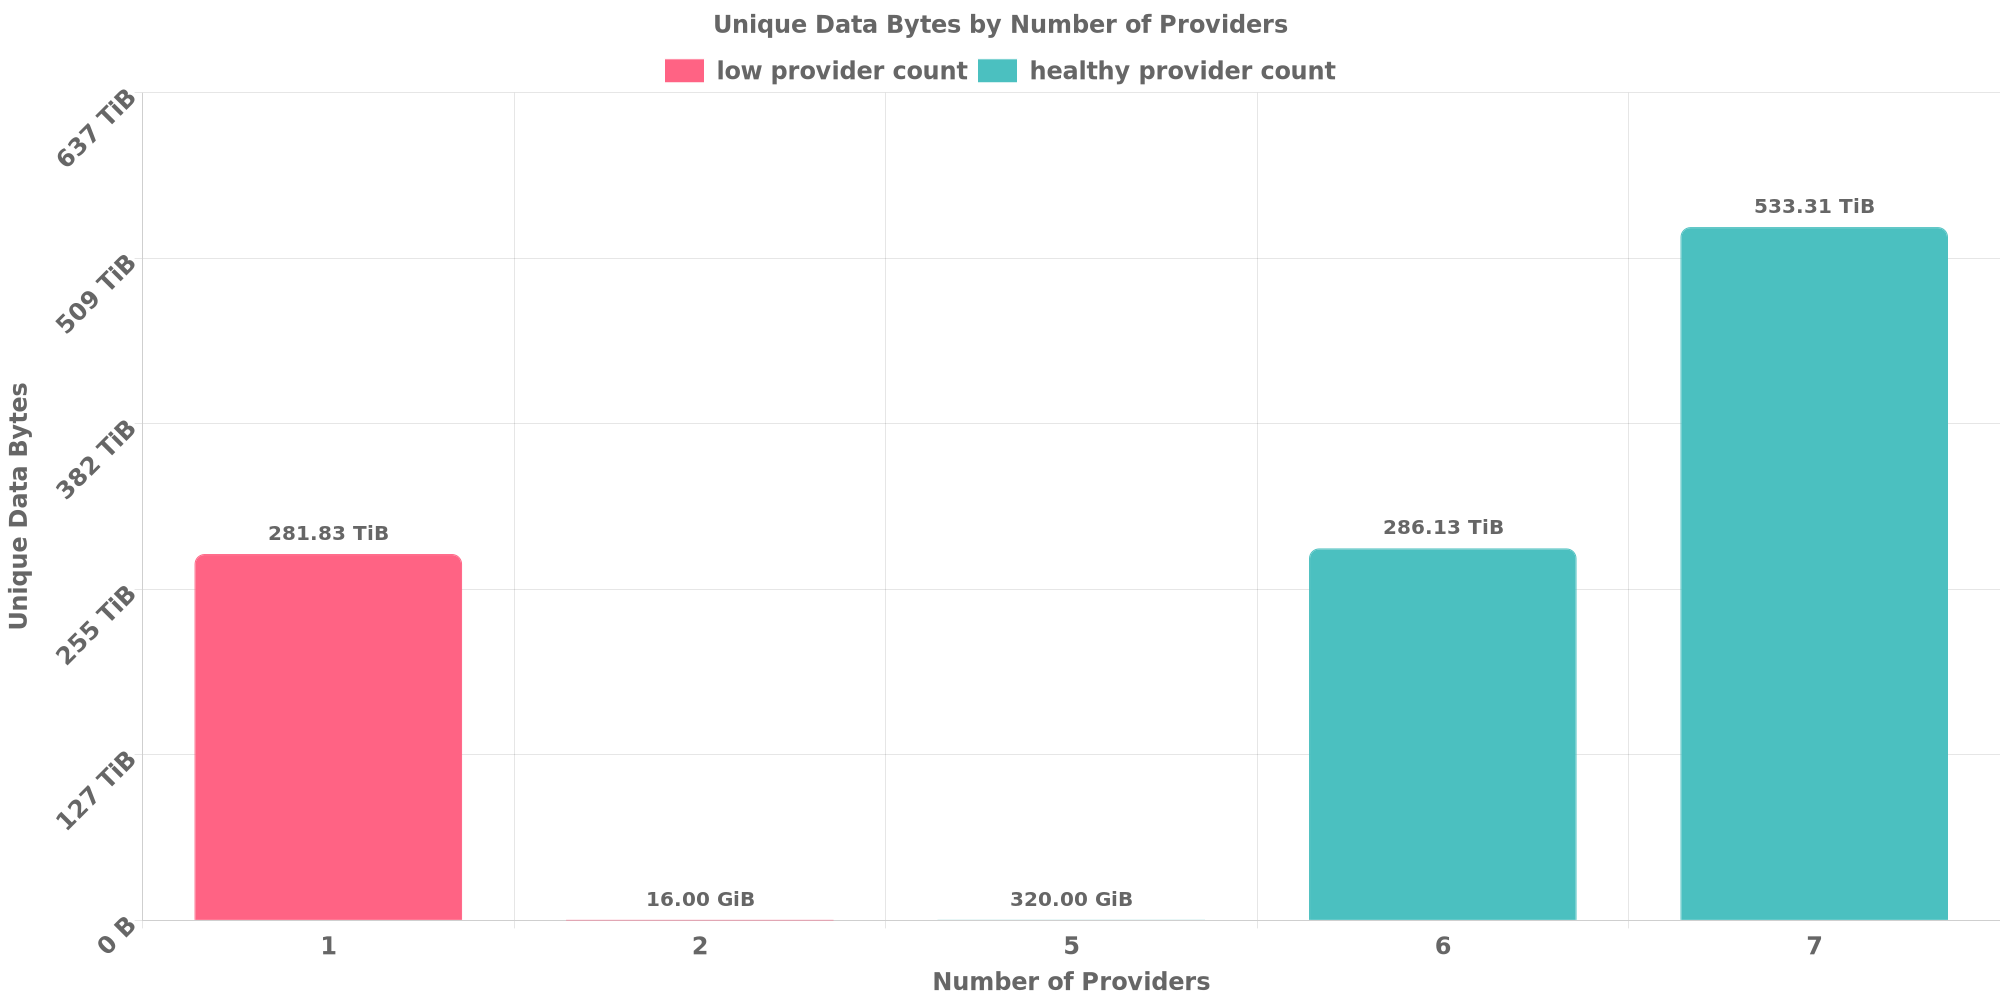 Unique Data Bytes by Number of Providers
low provider count
healthy provider count
637 TiB
509 TiB
382 TiB
255 TiB
127 TiB
0 B
Unique Data Bytes
281.83 TiB
16.00 GiB
320.00 GiB
286.13 TiB
533.31 TiB
1
2
5
6
7
Number of Providers